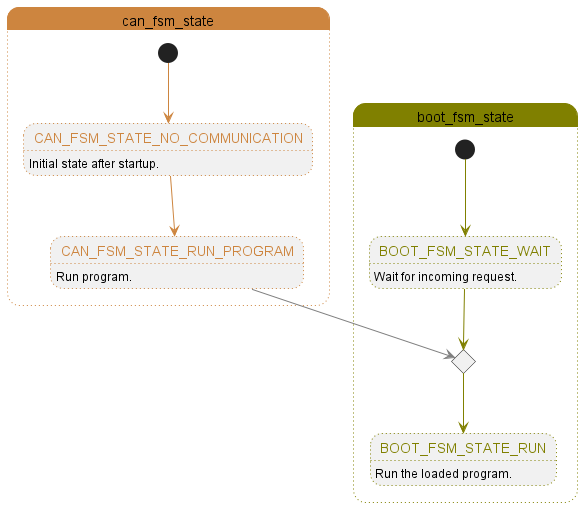 can_fsm_state
CAN_FSM_STATE_NO_COMMUNICATION
Initial state after startup.
CAN_FSM_STATE_RUN_PROGRAM
Run program.
boot_fsm_state
BOOT_FSM_STATE_WAIT
Wait for incoming request.
BOOT_FSM_STATE_RUN
Run the loaded program.